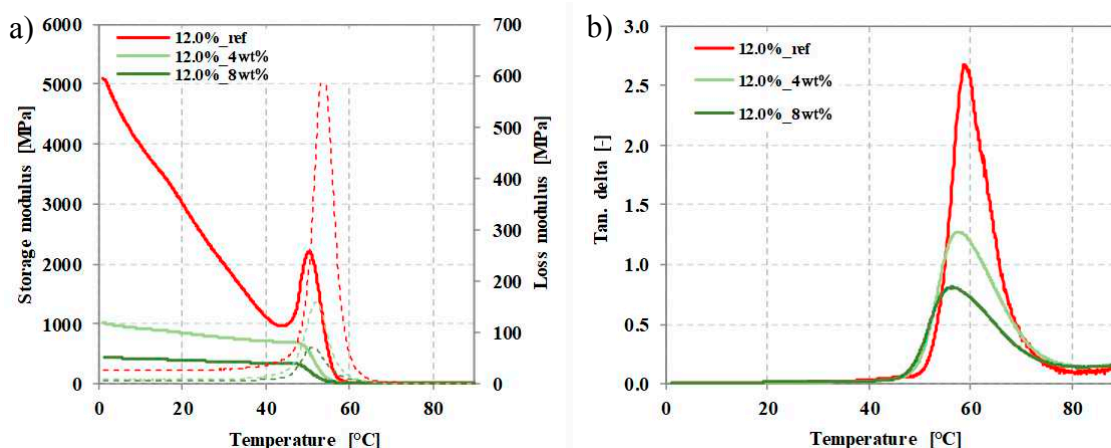 a)
Storage modulus [MPa]
6000
5000
4000
3000
2000
1000
0
12.0%_ref
12.0%_4wt%
12.0%_8wt%
700
600
500
400
300
200
100
0
Loss modulus [MPa]
0 20 40 60 80
Temperature [°C]
b)
Tan. delta [-]
3.0
2.5
2.0
1.5
1.0
0.5
0.0
12.0%_ref
12.0%_4wt%
12.0%_8wt%
0 20 40 60 80
Temperature [°C]